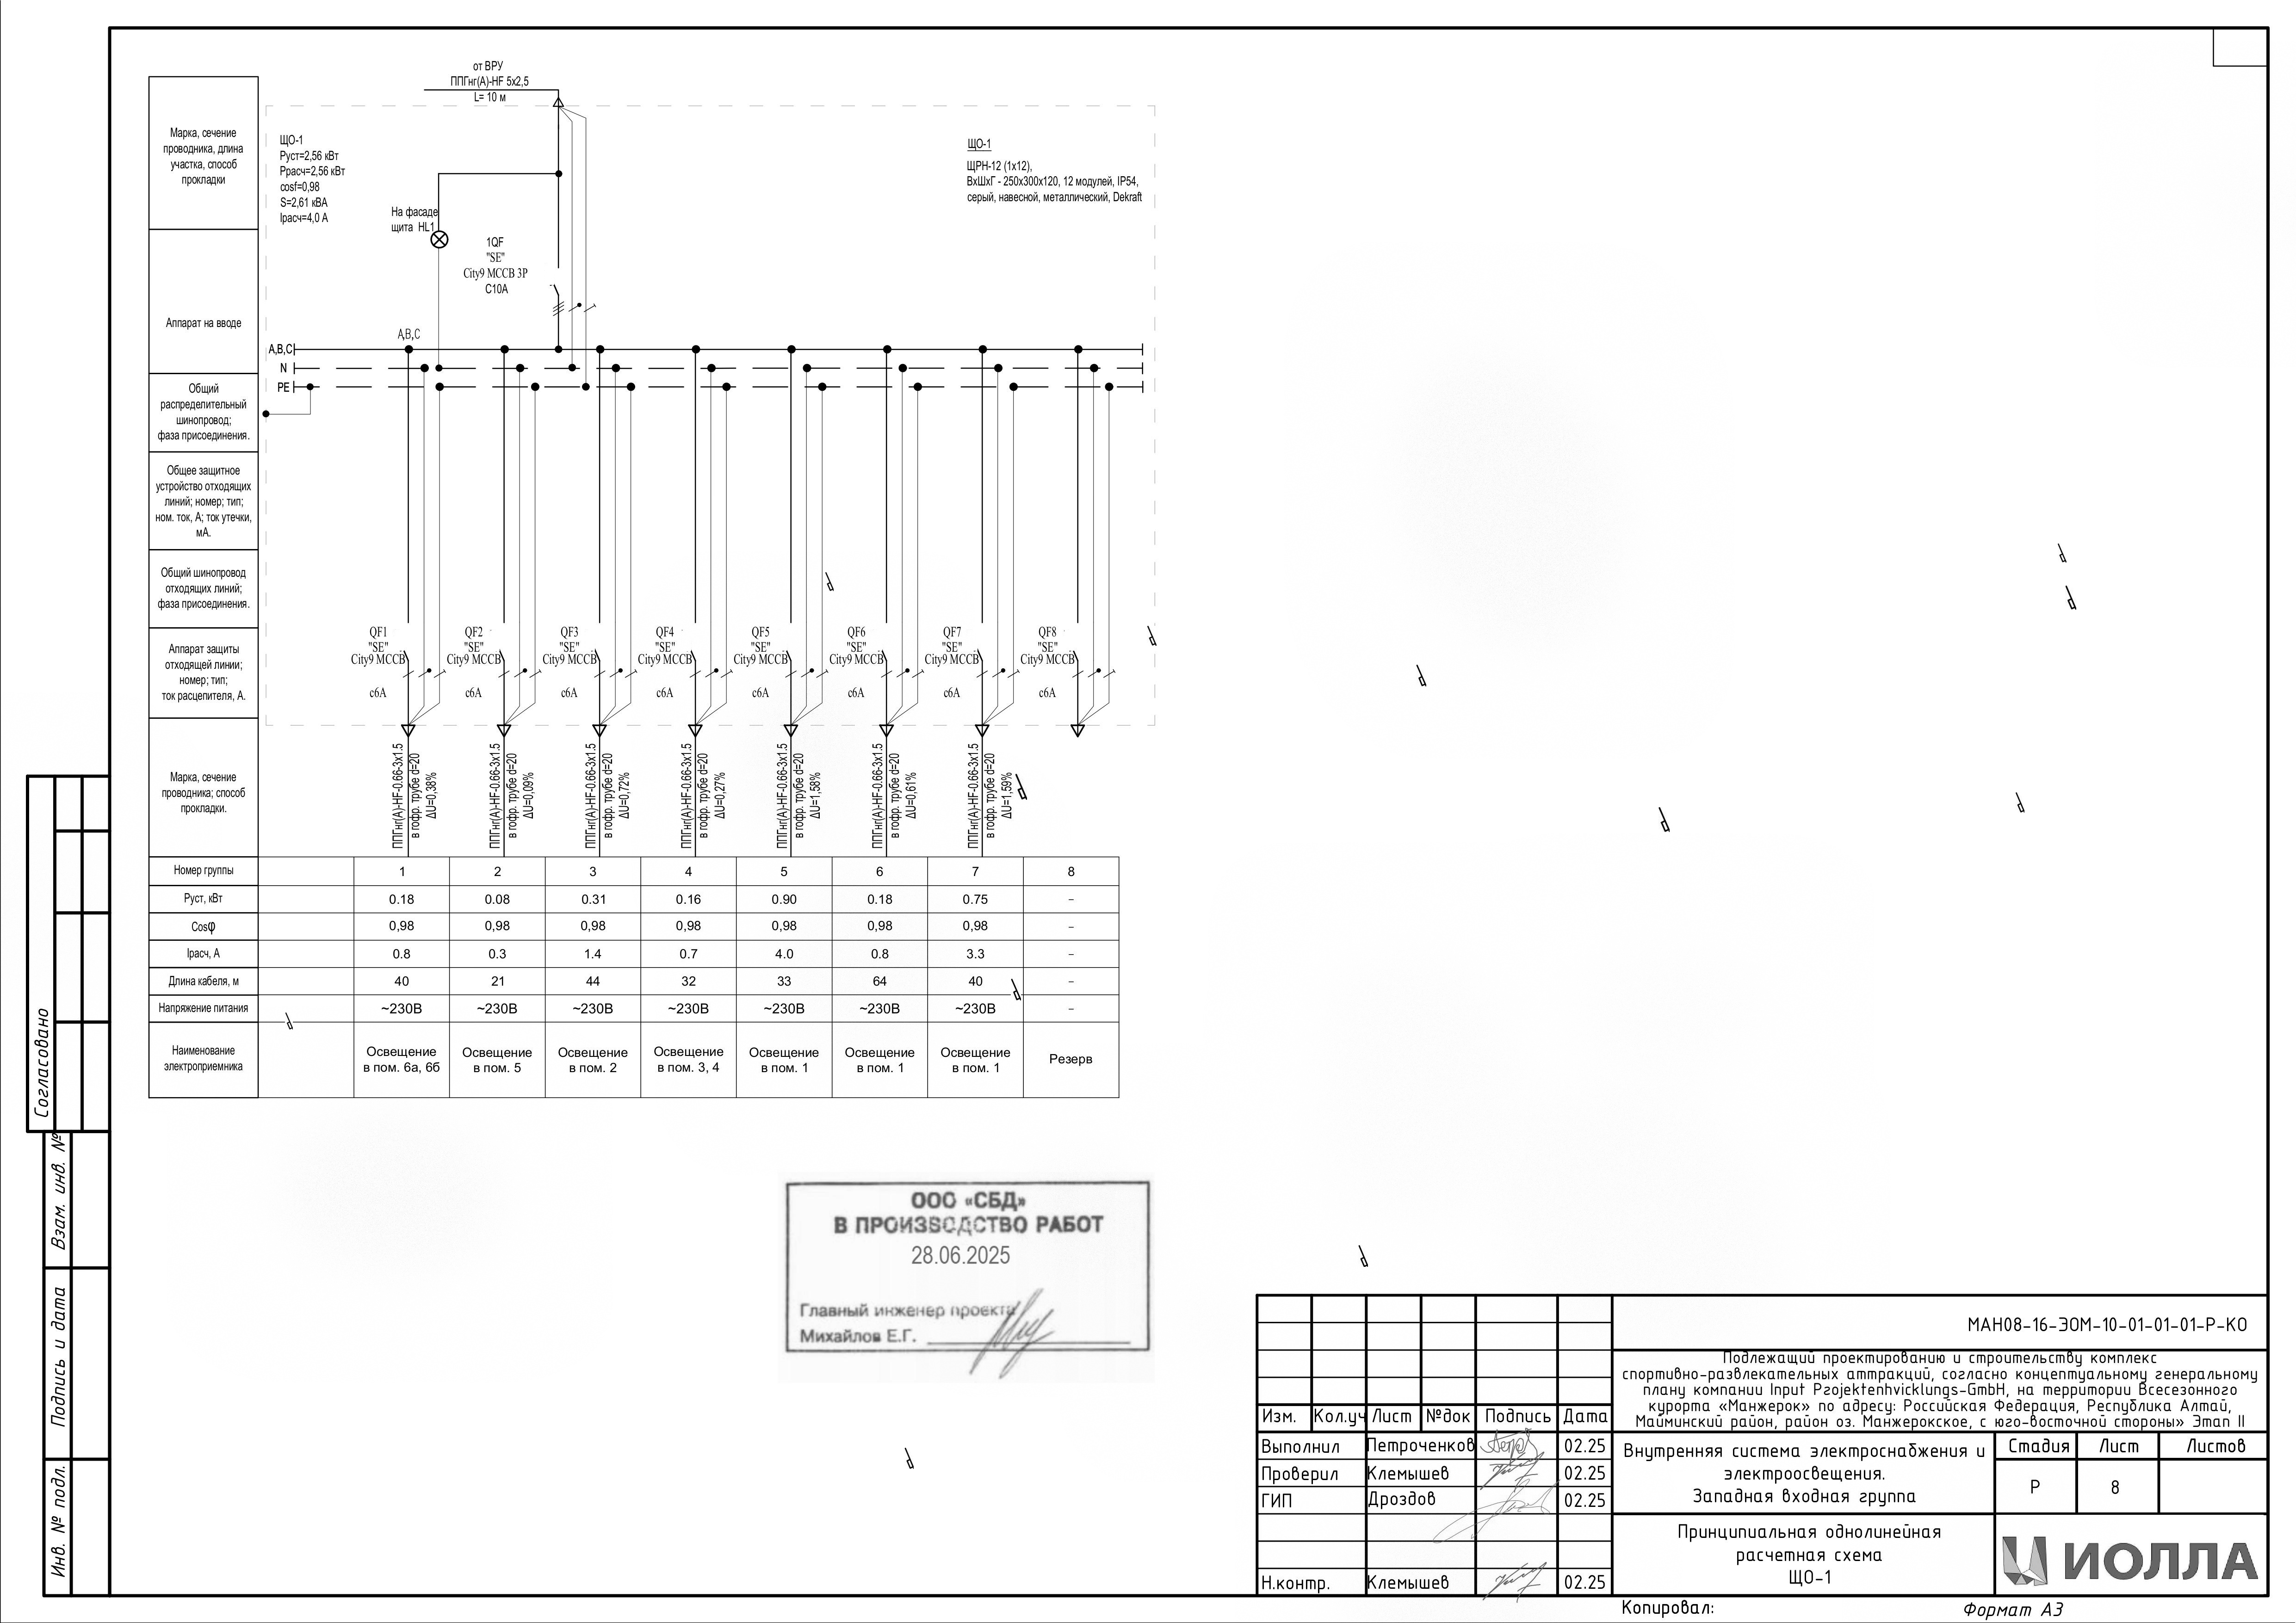 от ВРУ
ППГнг(А)-HF 5х2,5
L= 10 м
Марка, сечение
проводника, длина
участка, способ
прокладки
ЩО-1
Руст=2,56 кВт
Ррасч=2,56 кВт
cosf=0,98
S=2,61 кВА
Iрасч=4,0 А
ЩО-1
ЩРН-12 (1х12),
ВхШхГ - 250х300х120, 12 модулей, IP54,
серый, навесной, металлический, Dekraft
На фасаде
щита HL1
1QF
"SE"
City9 MCCB 3P
C10A
Аппарат на вводе
A,B,C
A,B,C
N
PE
Общий
распределительный
шинопровод;
фаза присоединения.
Общее защитное
устройство отходящих
линий; номер; тип;
ном. ток, А; ток утечки,
мА.
Общий шинопровод
отходящих линий;
фаза присоединения.
Аппарат защиты
отходящей линии;
номер; тип;
ток расцепителя, А.
QF1 QF2 QF3 QF4 QF5 QF6 QF7 QF8
"SE" "SE" "SE" "SE" "SE" "SE" "SE" "SE"
City9 MCCB City9 MCCB City9 MCCB City9 MCCB City9 MCCB City9 MCCB City9 MCCB City9 MCCB
c6A c6A c6A c6A c6A c6A c6A c6A
Марка, сечение
проводника; способ
прокладки.
ППГнг(А)-HF-0.66-3х1.5
в гофр. трубе d=20
ΔU=0,38%
ППГнг(А)-HF-0.66-3х1.5
в гофр. трубе d=20
ΔU=0,09%
ППГнг(А)-HF-0.66-3х1.5
в гофр. трубе d=20
ΔU=0,72%
ППГнг(А)-HF-0.66-3х1.5
в гофр. трубе d=20
ΔU=0,27%
ППГнг(А)-HF-0.66-3х1.5
в гофр. трубе d=20
ΔU=1,58%
ППГнг(А)-HF-0.66-3х1.5
в гофр. трубе d=20
ΔU=0,61%
ППГнг(А)-HF-0.66-3х1.5
в гофр. трубе d=20
ΔU=1,59%
Номер группы 1 2 3 4 5 6 7 8
Руст, кВт 0.18 0.08 0.31 0.16 0.90 0.18 0.75 –
Cosφ 0,98 0,98 0,98 0,98 0,98 0,98 0,98 –
Iрасч, А 0.8 0.3 1.4 0.7 4.0 0.8 3.3 –
Длина кабеля, м 40 21 44 32 33 64 40 –
Напряжение питания ~230В ~230В ~230В ~230В ~230В ~230В ~230В –
Наименование
электроприемника
Освещение
в пом. 6а, 6б
Освещение
в пом. 5
Освещение
в пом. 2
Освещение
в пом. 3, 4
Освещение
в пом. 1
Освещение
в пом. 1
Освещение
в пом. 1
Резерв
Согласовано
Взам. инв. №
Подпись и дата
Инв. № подл.
ООО «СБД»
В ПРОИЗВОДСТВО РАБОТ
28.06.2025
Главный инженер проекта
Михайлов Е.Г.
МАН08-16-ЭОМ-10-01-01-01-Р-КО
Подлежащий проектированию и строительству комплекс
спортивно-развлекательных аттракций, согласно концептуальному генеральному
плану компании Input Projektenhvicklungs-GmbH, на территории Всесезонного
курорта «Манжерок» по адресу: Российская Федерация, Республика Алтай,
Майминский район, район оз. Манжерокское, с юго-восточной стороны» Этап II
Изм. Кол.уч Лист №док Подпись Дата
Выполнил Петроченков 02.25
Проверил Клемышев 02.25
ГИП Дроздов 02.25
Н.контр. Клемышев 02.25
Внутренняя система электроснабжения и
электроосвещения.
Западная входная группа
Стадия Лист Листов
Р 8
Принципиальная однолинейная
расчетная схема
ЩО-1
ИОЛЛА
Копировал:
Формат А3